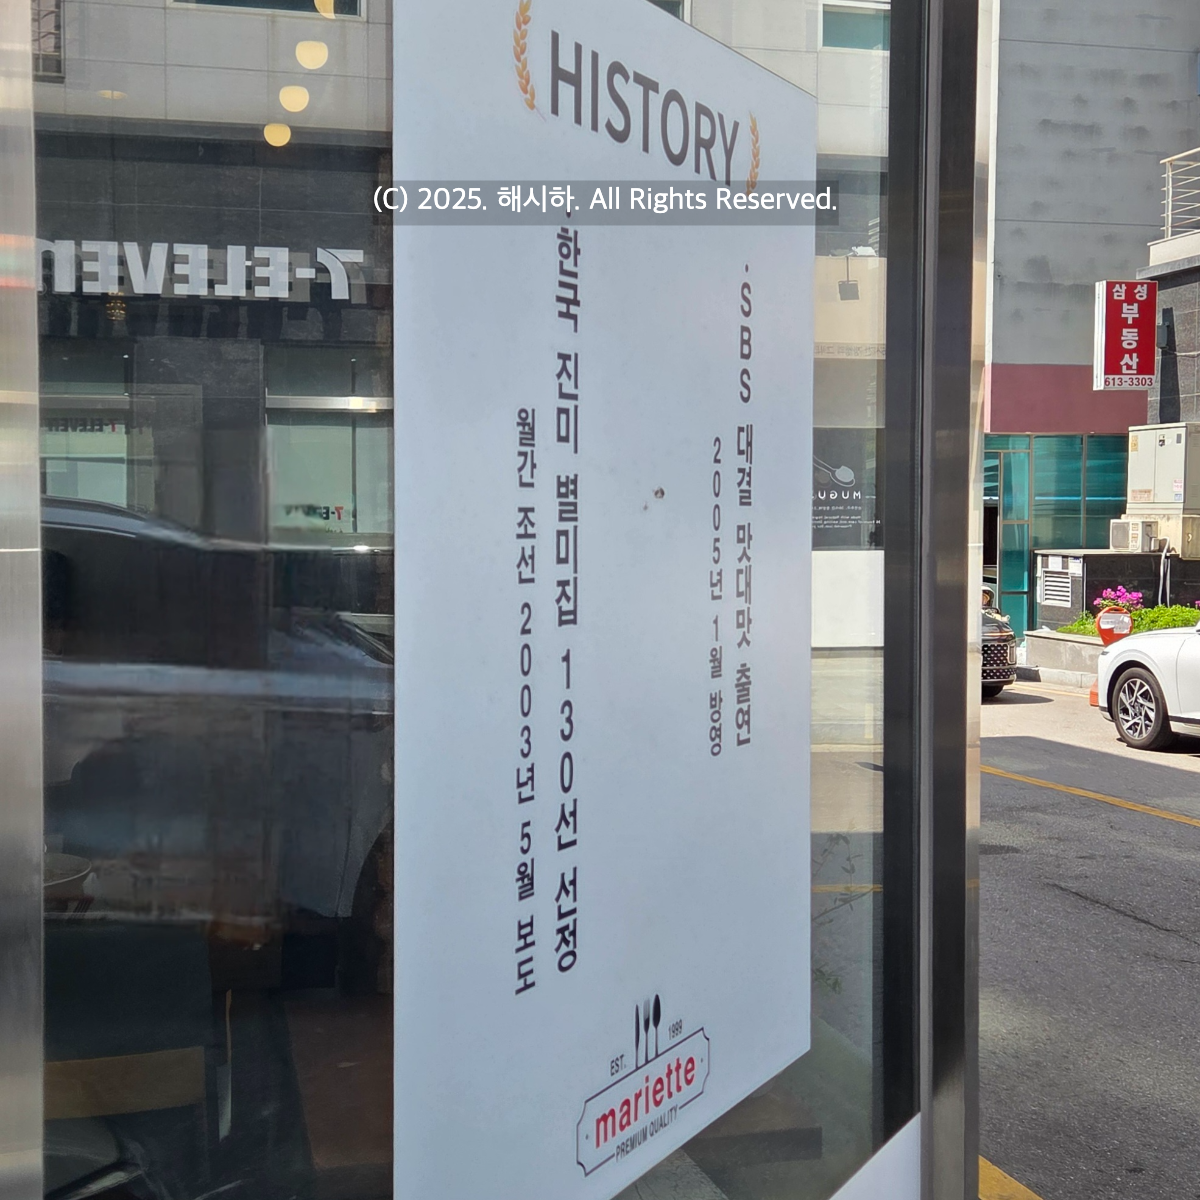 HISTORY
(C) 2025. 해시하. All Rights Reserved.
· SBS 대결 맛대맛 출연
2005년 1월 방영
· 한국 진미 별미집 130선 선정
월간 조선 2003년 5월 보도
EST. 1999
mariette
PREMIUM QUALITY
7-ELEVEN
7-ELEVEN
삼성
부동산
613-3303